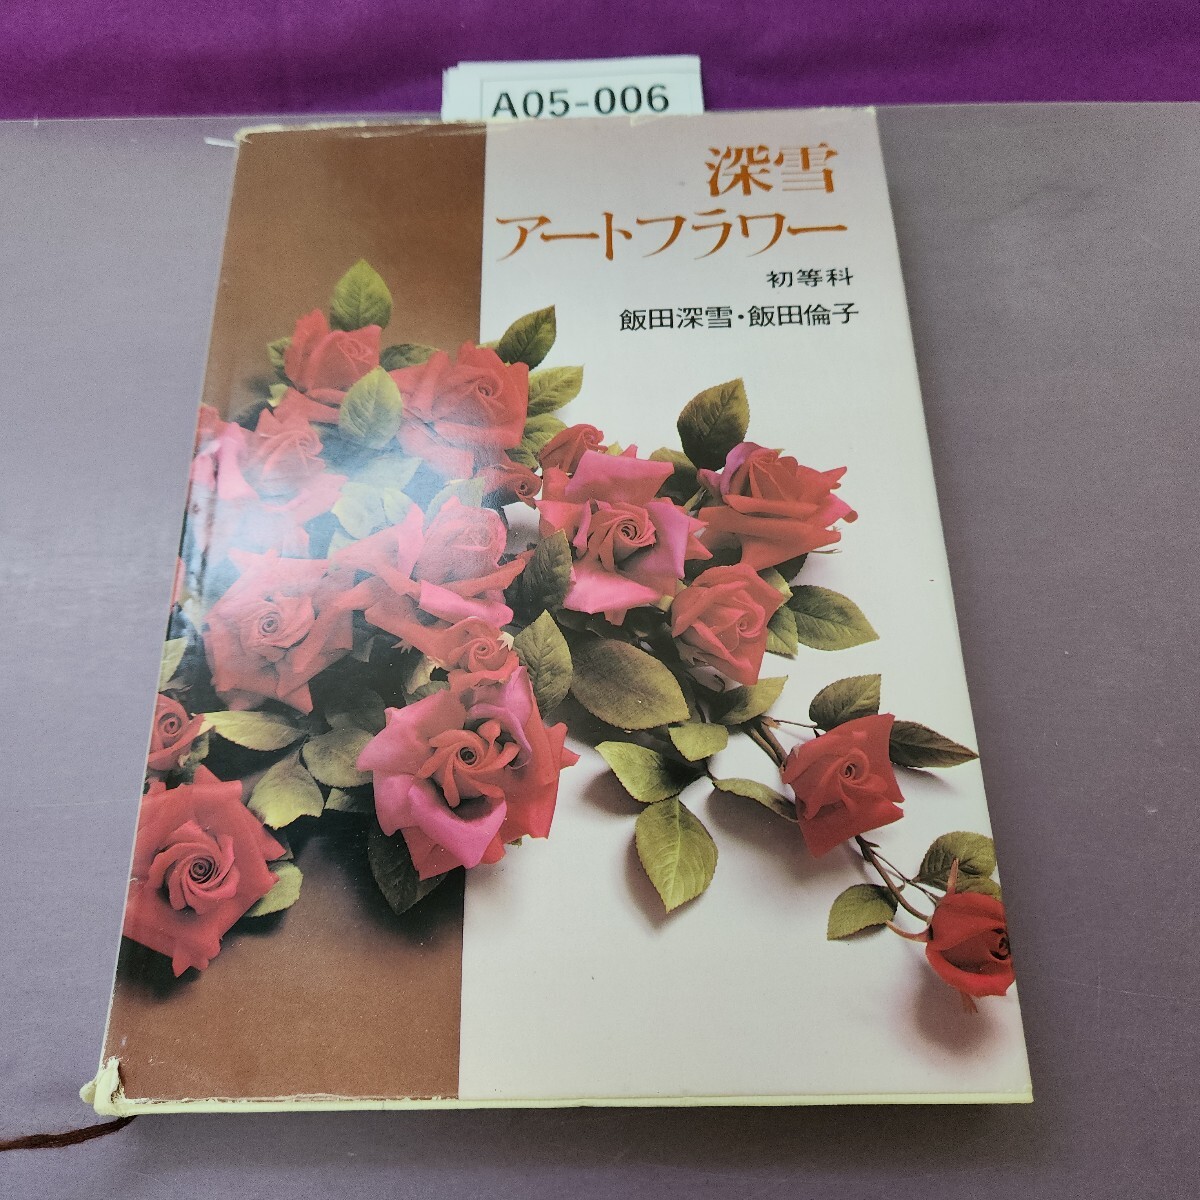 A05-006
深雪
アートフラワー
初等科
飯田深雪・飯田倫子